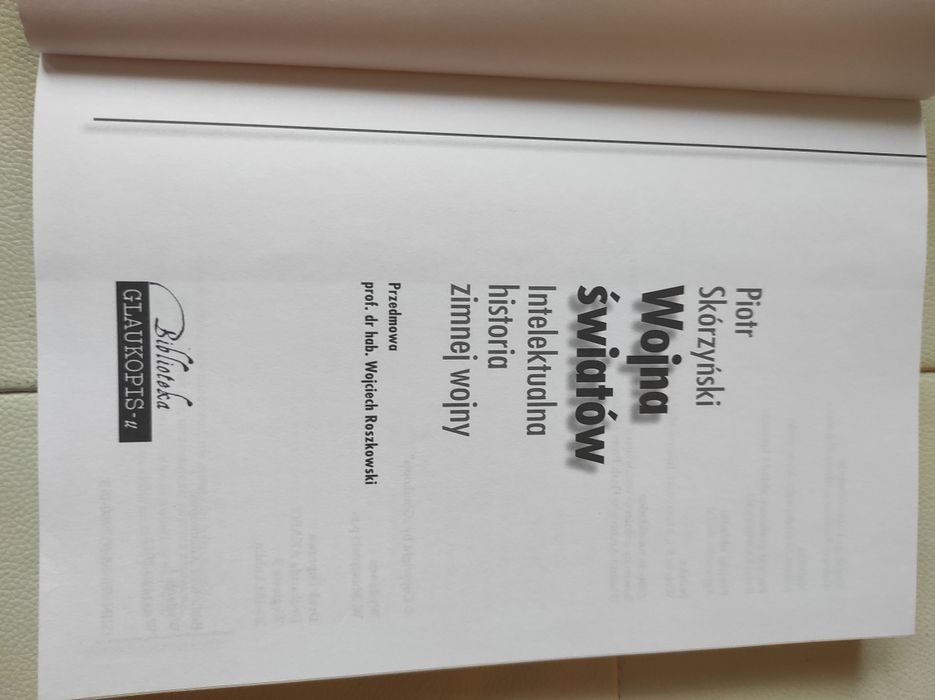 Piotr
Skórzyński
Wojna
światów
Intelektualna
historia
zimnej wojny
Przedmowa
prof. dr hab. Wojciech Roszkowski
Biblioteka
GLAUKOPIS-u